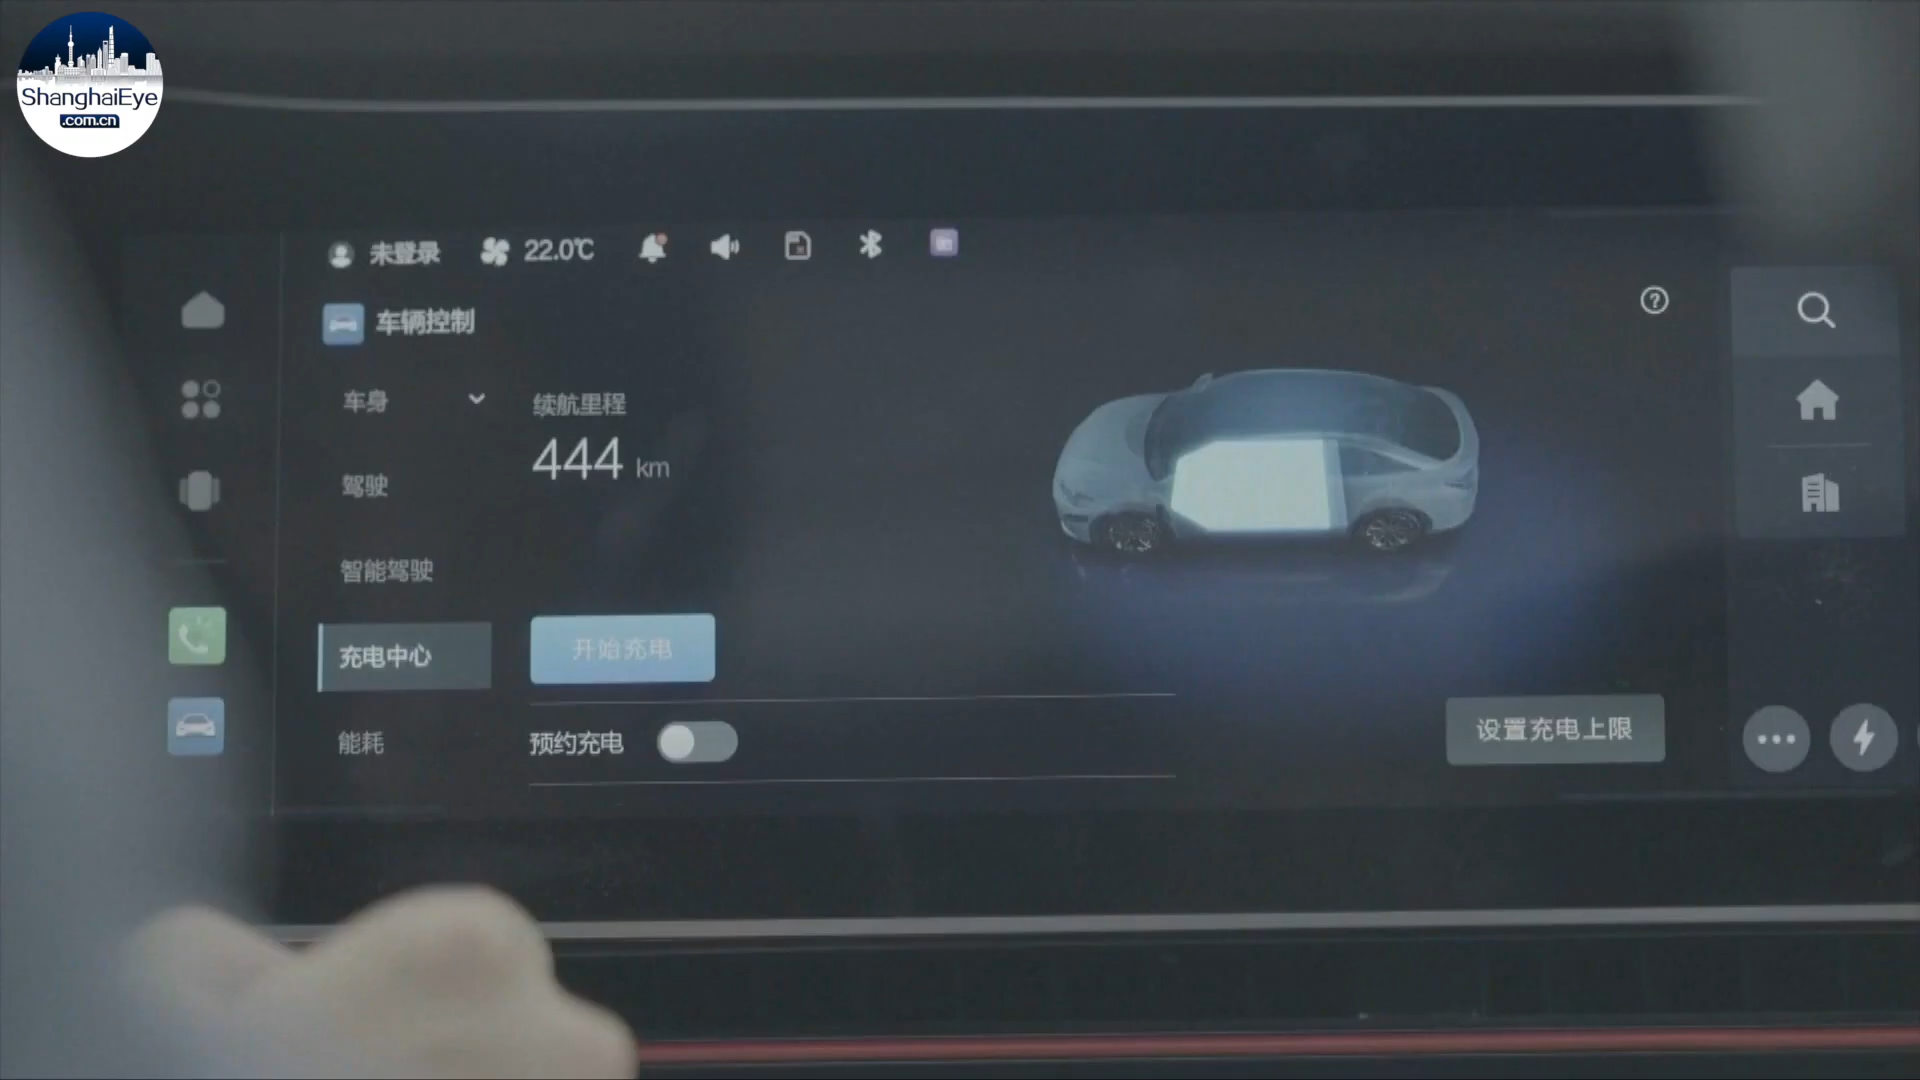 ShanghaiEye
.com.cn
未登录 22.0℃
车辆控制
车身
续航里程
444 km
驾驶
智能驾驶
充电中心
开始充电
能耗
预约充电
设置充电上限